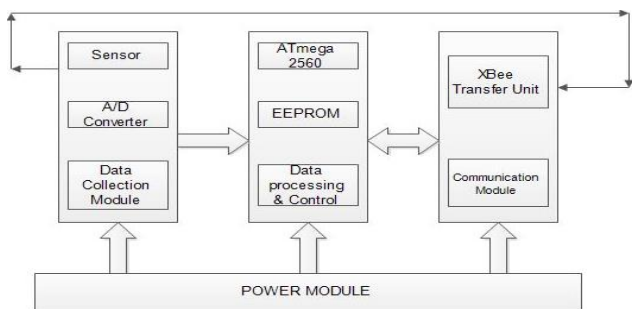 Sensor
A/D
Converter
Data
Collection
Module
ATmega
2560
EEPROM
Data
processing
& Control
XBee
Transfer Unit
Communication
Module
POWER MODULE